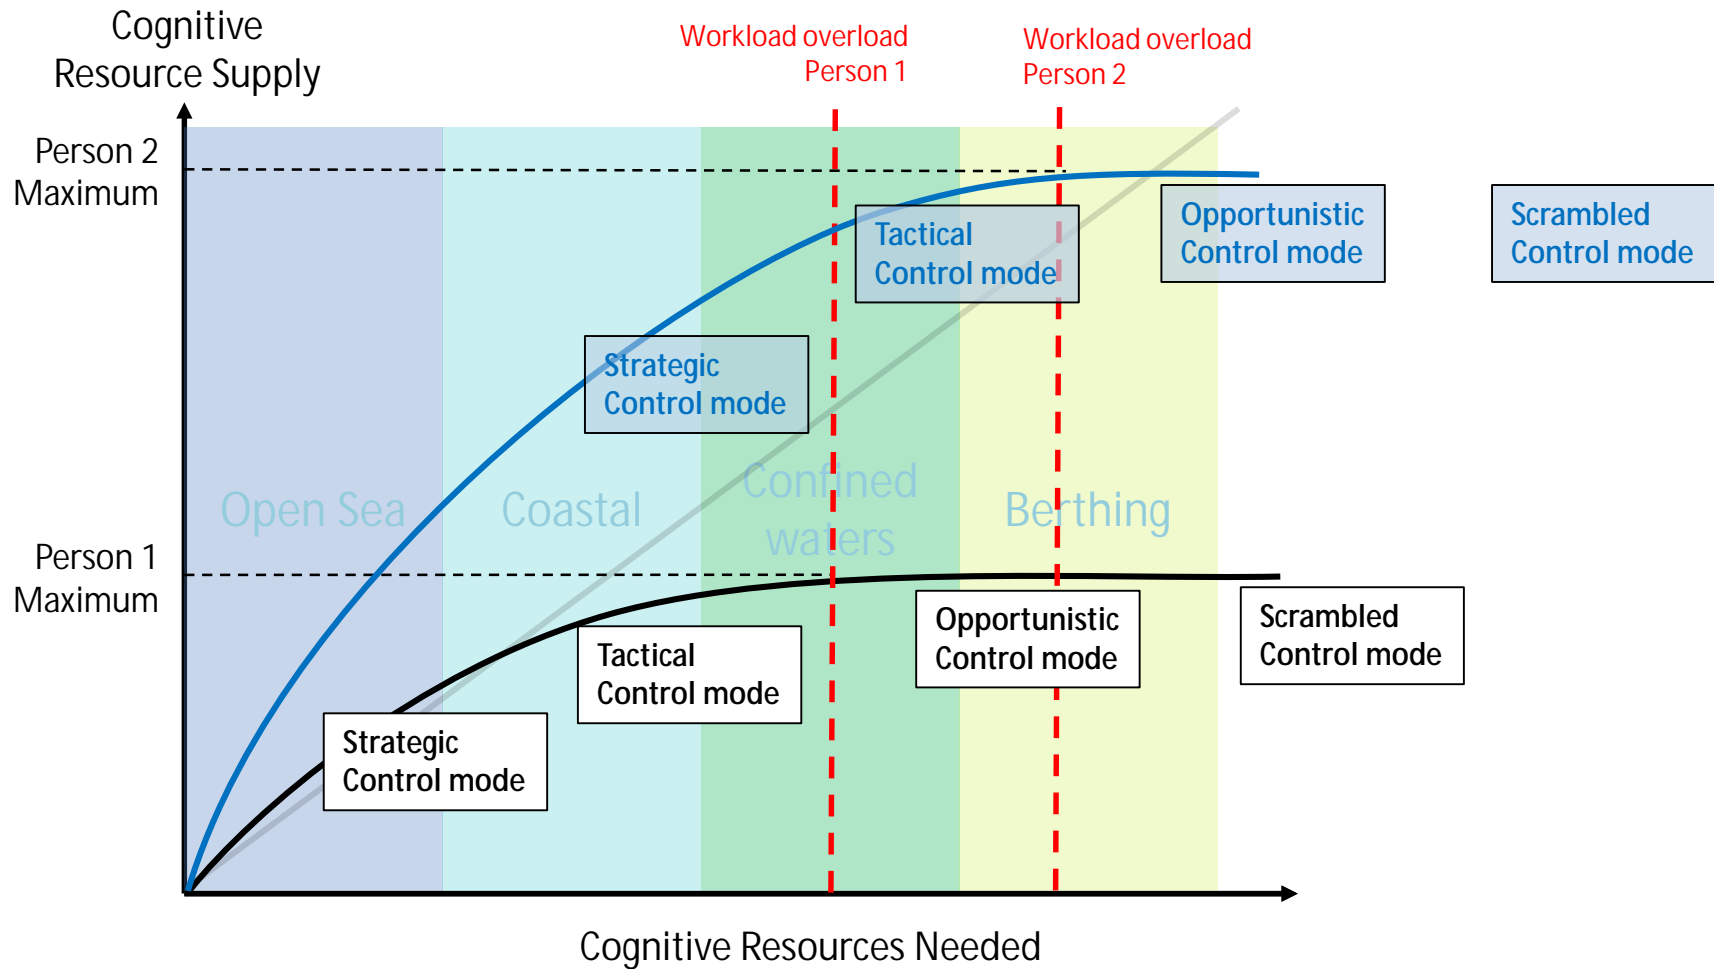 Cognitive
Resource Supply
Workload overload
Person 1
Workload overload
Person 2
Person 2
Maximum
Tactical
Control mode
Opportunistic
Control mode
Scrambled
Control mode
Strategic
Control mode
Open Sea
Coastal
Confined
waters
Berthing
Person 1
Maximum
Strategic
Control mode
Tactical
Control mode
Opportunistic
Control mode
Scrambled
Control mode
Cognitive Resources Needed